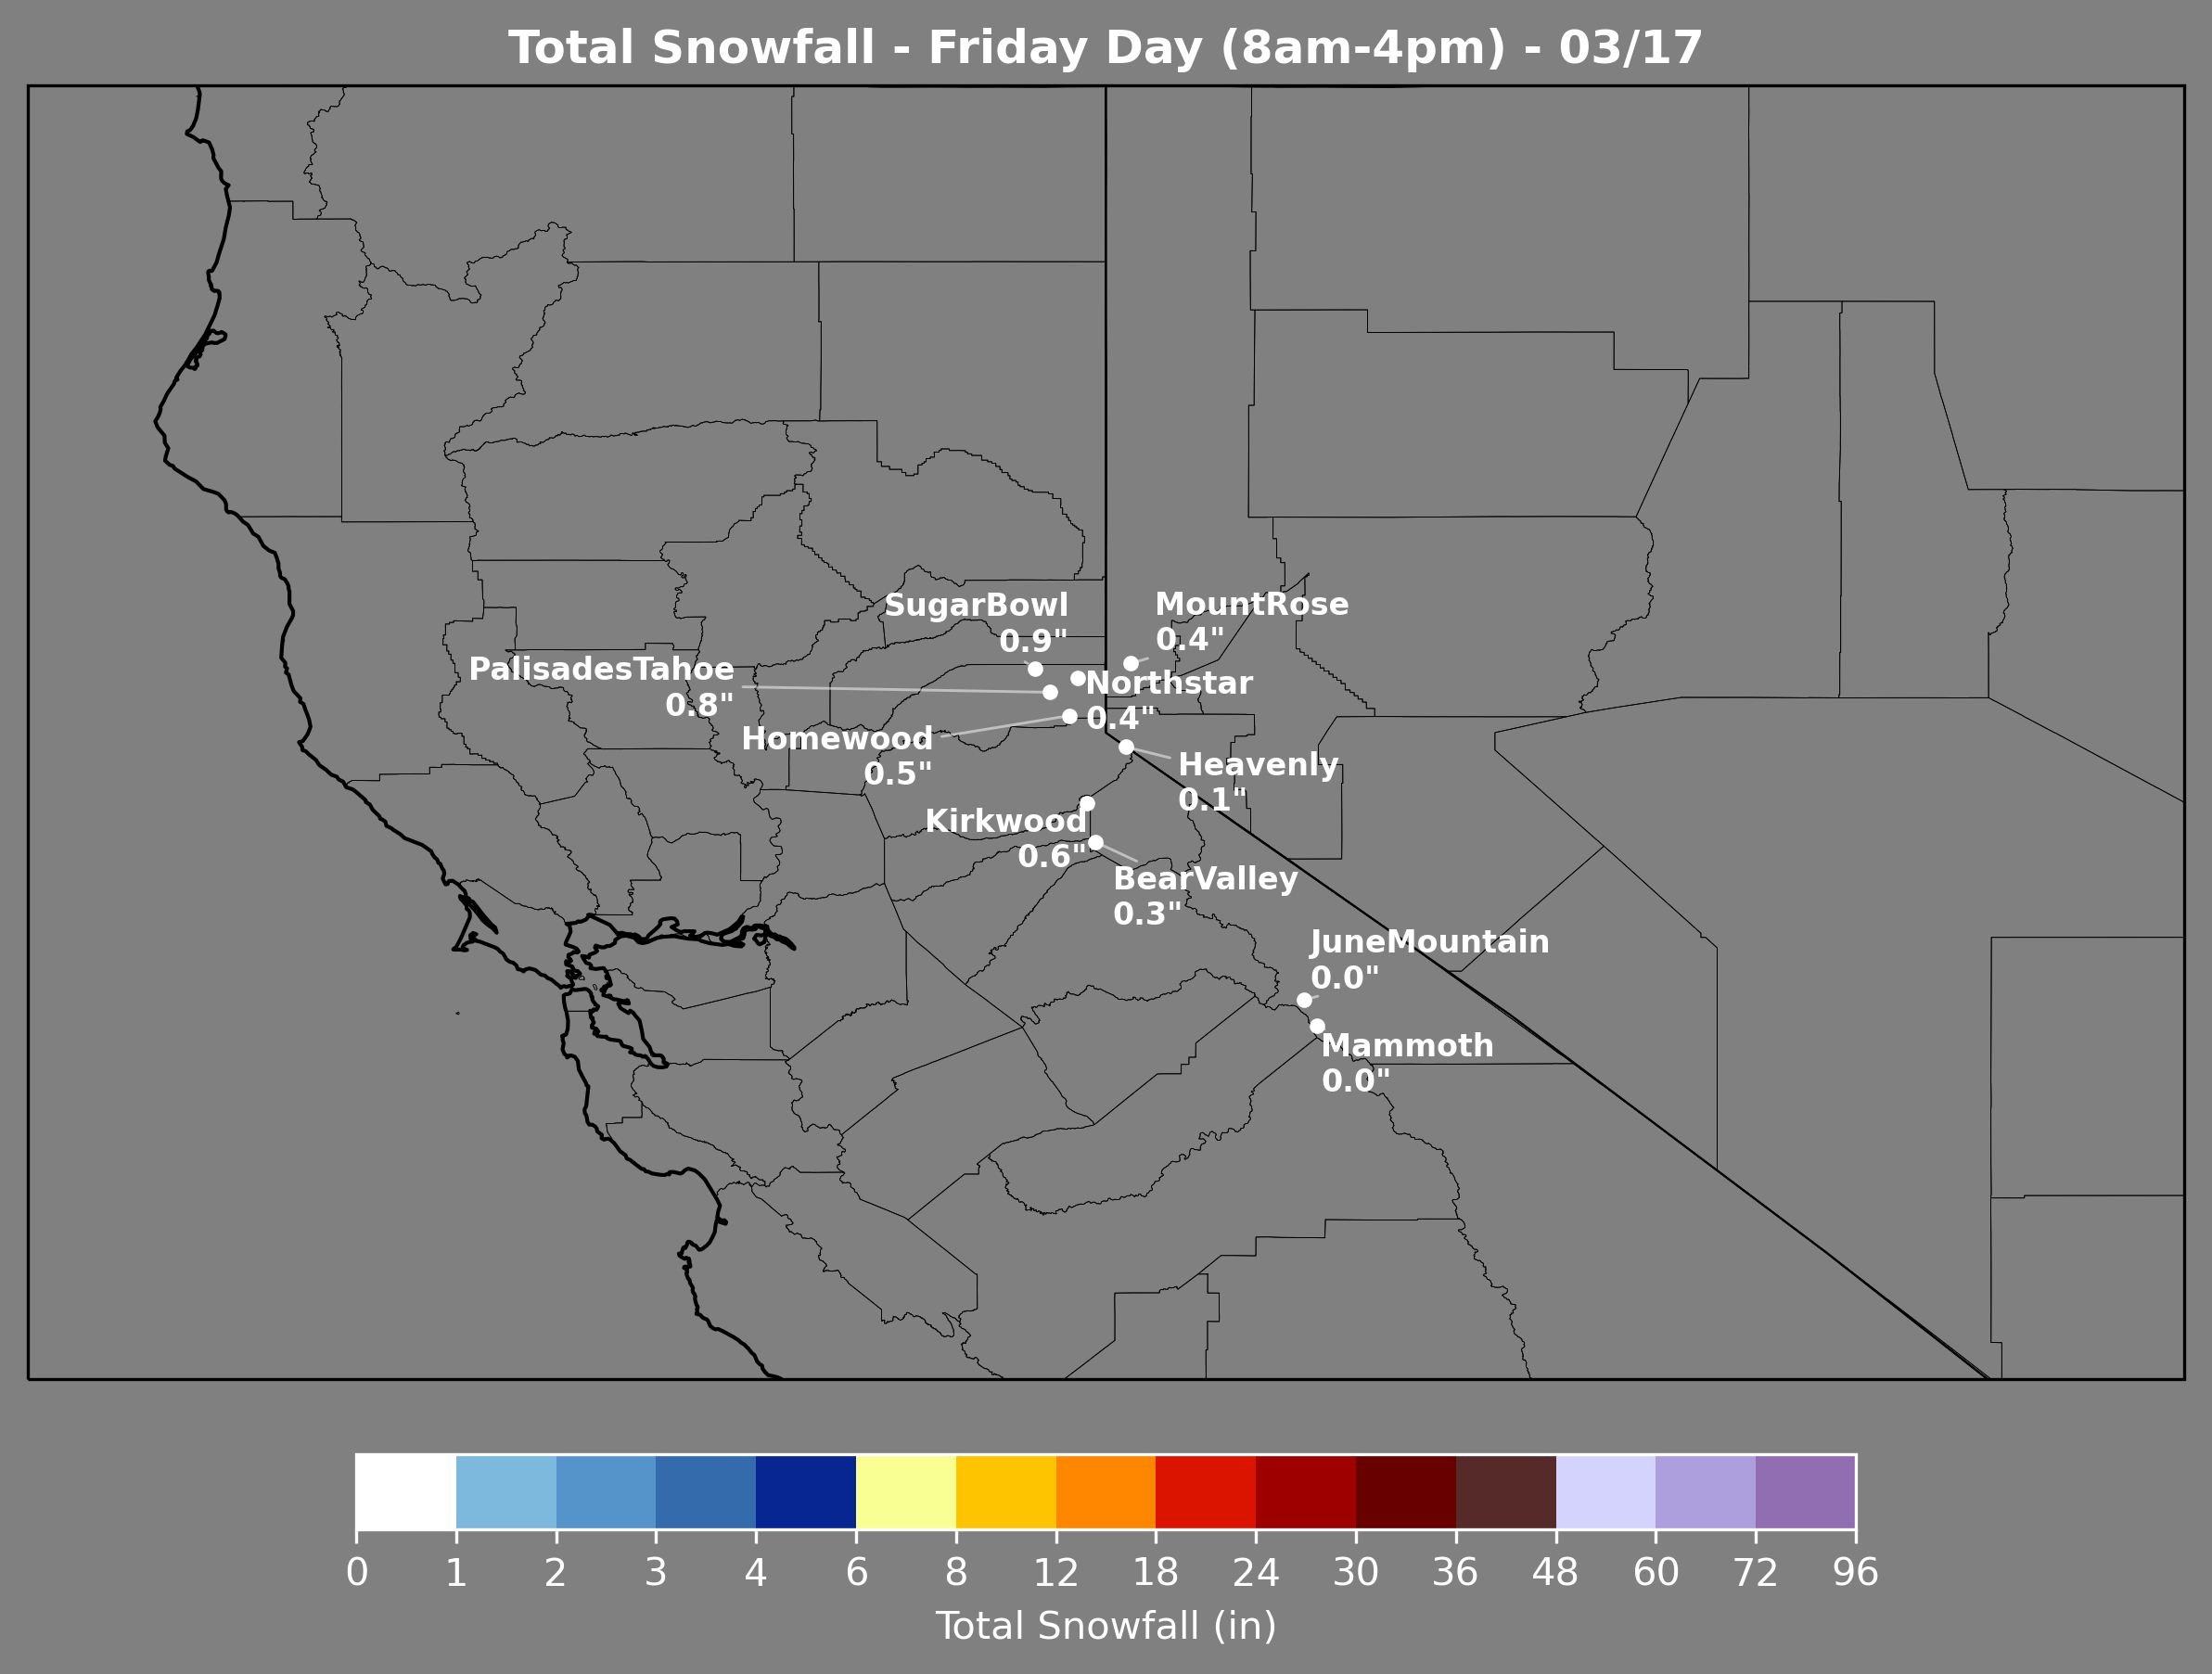 Total Snowfall - Friday Day (8am-4pm) - 03/17
SugarBowl
0.9"
MountRose
0.4"
PalisadesTahoe
0.8"
Northstar
0.4"
Homewood
0.5"
Heavenly
0.1"
Kirkwood
0.6"
BearValley
0.3"
JuneMountain
0.0"
Mammoth
0.0"
0 1 2 3 4 6 8 12 18 24 30 36 48 60 72 96
Total Snowfall (in)